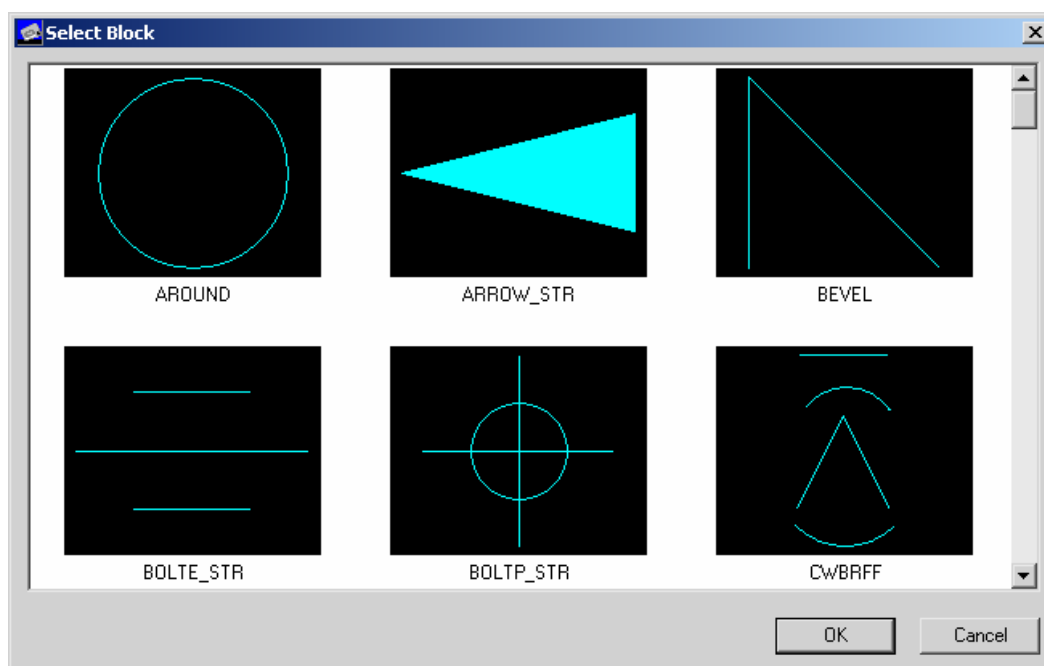 Select Block
AROUND
ARROW_STR
BEVEL
BOLTE_STR
BOLTP_STR
CWBRFF
OK
Cancel